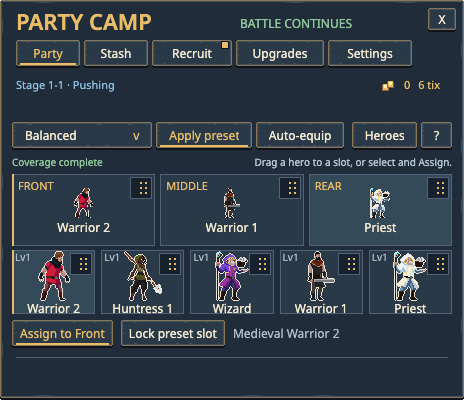 PARTY CAMP
BATTLE CONTINUES
X
Party
Stash
Recruit
Upgrades
Settings
Stage 1-1 · Pushing
0 6 tix
Balanced v
Apply preset
Auto-equip
Heroes
?
Coverage complete
Drag a hero to a slot, or select and Assign.
FRONT
Warrior 2
MIDDLE
Warrior 1
REAR
Priest
Lv1
Warrior 2
Lv1
Huntress 1
Lv1
Wizard
Lv1
Warrior 1
Lv1
Priest
Assign to Front
Lock preset slot
Medieval Warrior 2